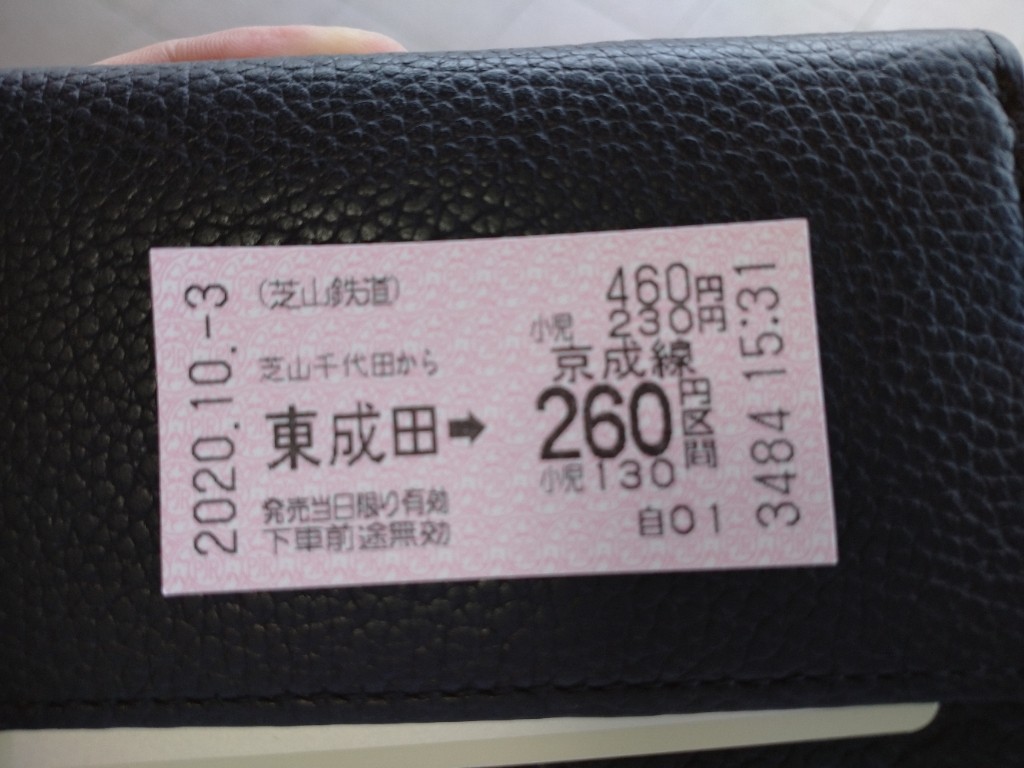 2020.10.-3
(芝山鉄道)
460円
小児 230円
芝山千代田から
京成線
東成田➡
260円区間
小児130
発売当日限り有効
下車前途無効
自01
3484 15:31